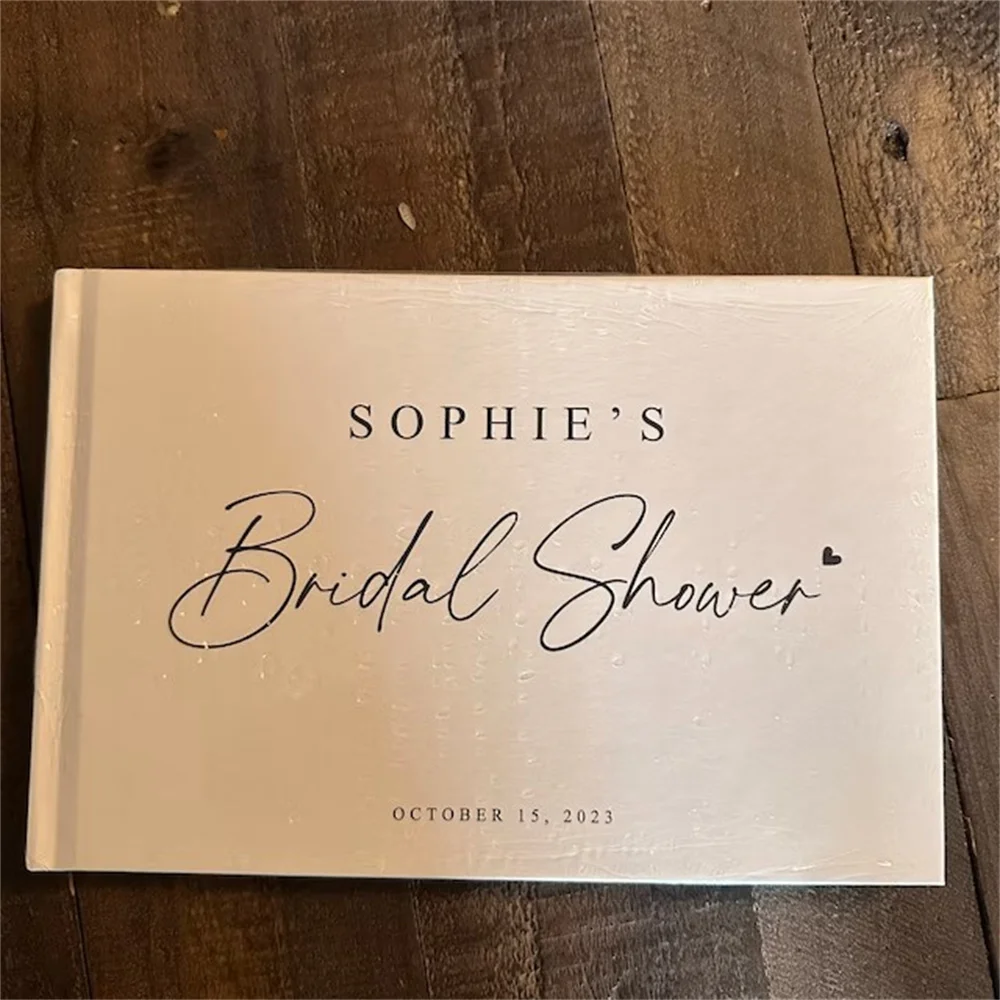 SOPHIE’S
Bridal Shower
OCTOBER 15, 2023